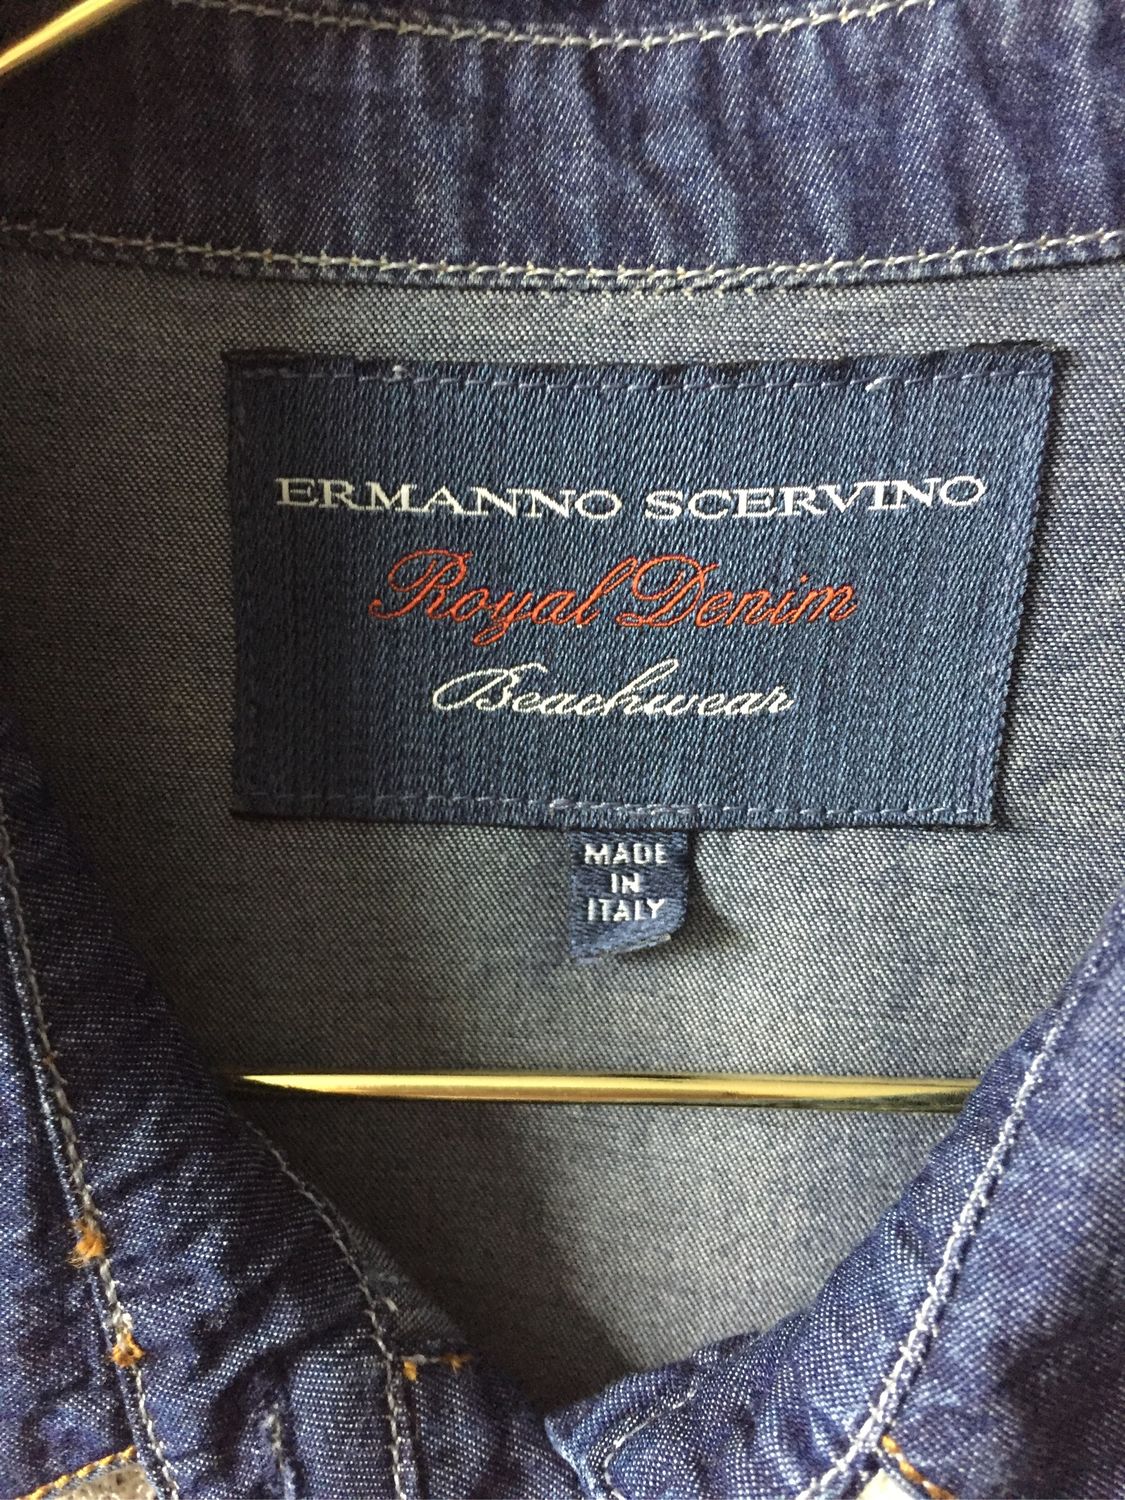 ERMANNO SCERVINO
Royal Denim
Beachwear
MADE
IN
ITALY